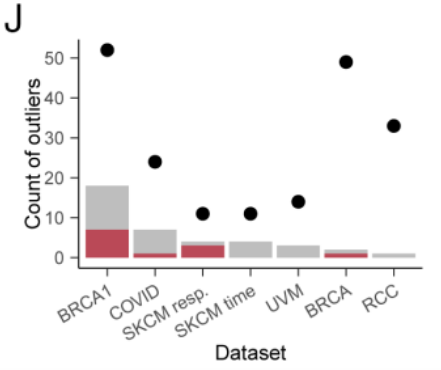 J
Count of outliers
50
40
30
20
10
0
BRCA1
COVID
SKCM resp.
SKCM time
UVM
BRCA
RCC
Dataset